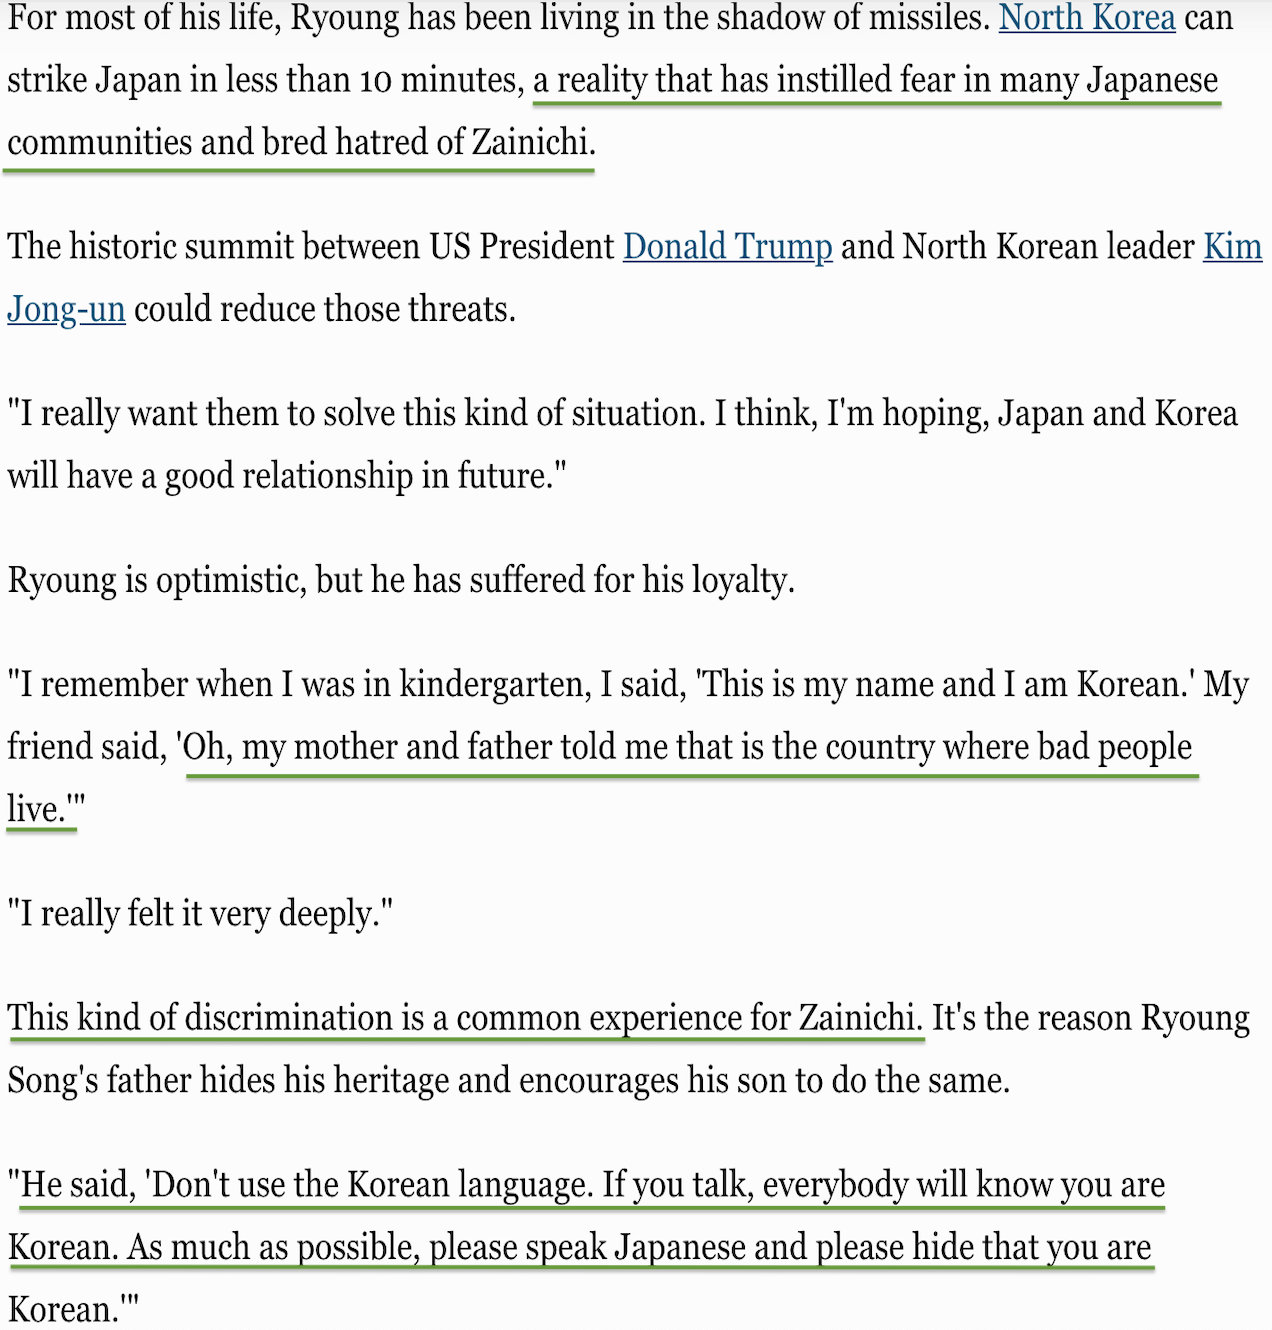 For most of his life, Ryoung has been living in the shadow of missiles. North Korea can
strike Japan in less than 10 minutes, a reality that has instilled fear in many Japanese
communities and bred hatred of Zainichi.
The historic summit between US President Donald Trump and North Korean leader Kim
Jong-un could reduce those threats.
"I really want them to solve this kind of situation. I think, I'm hoping, Japan and Korea
will have a good relationship in future."
Ryoung is optimistic, but he has suffered for his loyalty.
"I remember when I was in kindergarten, I said, 'This is my name and I am Korean.' My
friend said, 'Oh, my mother and father told me that is the country where bad people
live.'"
"I really felt it very deeply."
This kind of discrimination is a common experience for Zainichi. It's the reason Ryoung
Song's father hides his heritage and encourages his son to do the same.
"He said, 'Don't use the Korean language. If you talk, everybody will know you are
Korean. As much as possible, please speak Japanese and please hide that you are
Korean.'"